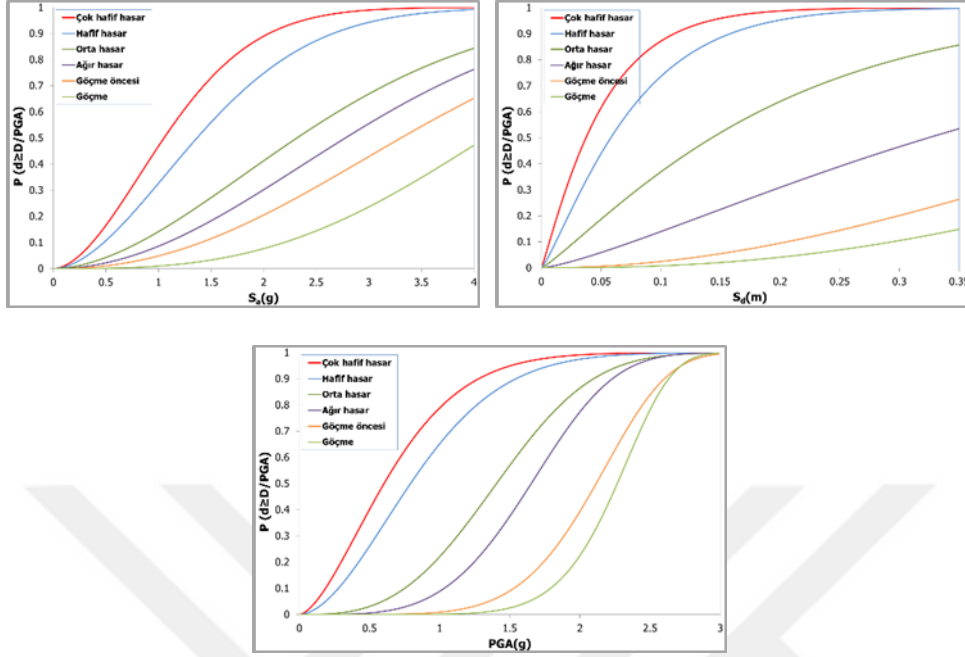 P (d≥D/PGA)
1
0.9
0.8
0.7
0.6
0.5
0.4
0.3
0.2
0.1
0
Çok hafif hasar
Hafif hasar
Orta hasar
Ağır hasar
Göçme öncesi
Göçme
0 0.5 1 1.5 2 2.5 3 3.5 4
Sa(g)
P (d≥D/PGA)
1
0.9
0.8
0.7
0.6
0.5
0.4
0.3
0.2
0.1
0
Çok hafif hasar
Hafif hasar
Orta hasar
Ağır hasar
Göçme öncesi
Göçme
0 0.05 0.1 0.15 0.2 0.25 0.3 0.35
Sd(m)
P (d≥D/PGA)
1
0.9
0.8
0.7
0.6
0.5
0.4
0.3
0.2
0.1
0
Çok hafif hasar
Hafif hasar
Orta hasar
Ağır hasar
Göçme öncesi
Göçme
0 0.5 1 1.5 2 2.5 3
PGA(g)